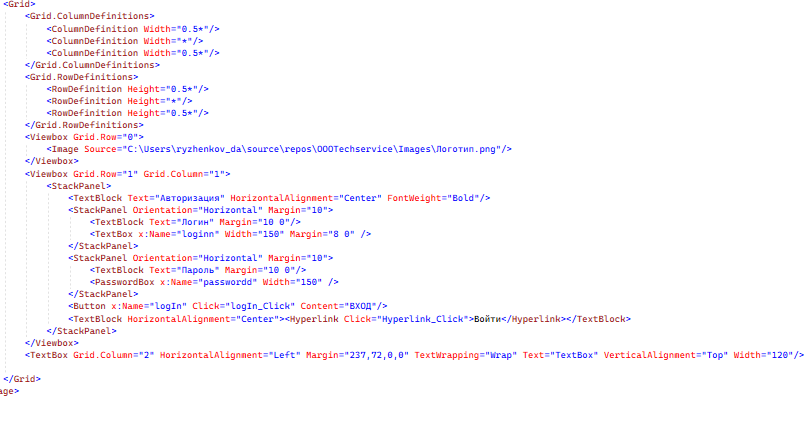 <Grid>
<Grid.ColumnDefinitions>
<ColumnDefinition Width="0.5*"/>
<ColumnDefinition Width="*"/>
<ColumnDefinition Width="0.5*"/>
</Grid.ColumnDefinitions>
<Grid.RowDefinitions>
<RowDefinition Height="0.5*"/>
<RowDefinition Height="*"/>
<RowDefinition Height="0.5*"/>
</Grid.RowDefinitions>
<Viewbox Grid.Row="0">
<Image Source="C:\Users\ryzhenkov_da\source\repos\OOOTechservice\Images\Логотип.png"/>
</Viewbox>
<Viewbox Grid.Row="1" Grid.Column="1">
<StackPanel>
<TextBlock Text="Авторизация" HorizontalAlignment="Center" FontWeight="Bold"/>
<StackPanel Orientation="Horizontal" Margin="10">
<TextBlock Text="Логин" Margin="10 0"/>
<TextBox x:Name="loginn" Width="150" Margin="8 0" />
</StackPanel>
<StackPanel Orientation="Horizontal" Margin="10">
<TextBlock Text="Пароль" Margin="10 0"/>
<PasswordBox x:Name="passwordd" Width="150" />
</StackPanel>
<Button x:Name="logIn" Click="logIn_Click" Content="ВХОД"/>
<TextBlock HorizontalAlignment="Center"><Hyperlink Click="Hyperlink_Click">Войти</Hyperlink></TextBlock>
</StackPanel>
</Viewbox>
<TextBox Grid.Column="2" HorizontalAlignment="Left" Margin="237,72,0,0" TextWrapping="Wrap" Text="TextBox" VerticalAlignment="Top" Width="120"/>
</Grid>
age>